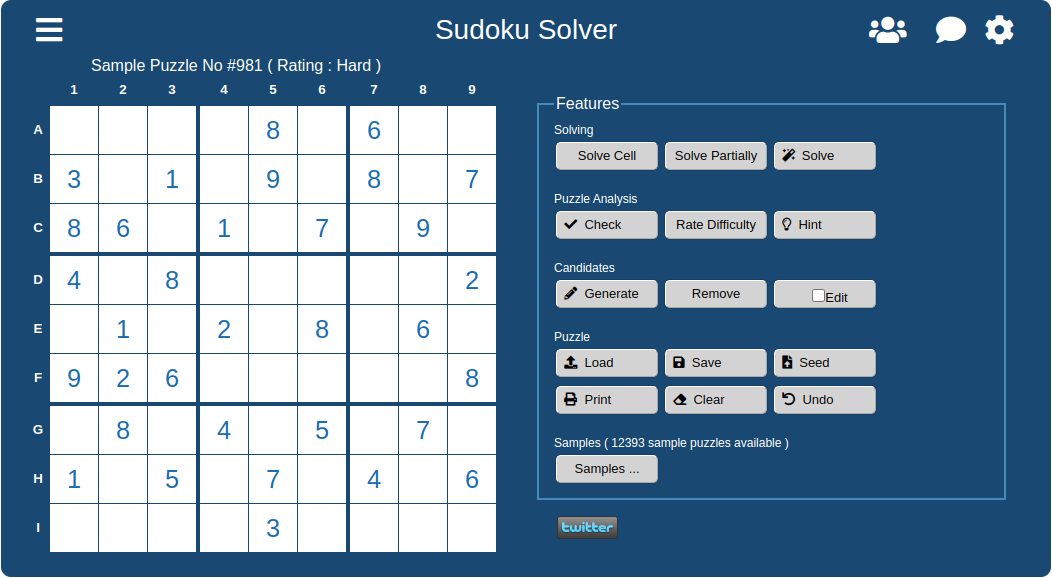 Sudoku Solver
Sample Puzzle No #981 ( Rating : Hard )
1 2 3 4 5 6 7 8 9
A 8 6
B 3 1 9 8 7
C 8 6 1 7 9
D 4 8 2
E 1 2 8 6
F 9 2 6 8
G 8 4 5 7
H 1 5 7 4 6
I 3
Features
Solving
Solve Cell Solve Partially Solve
Puzzle Analysis
Check Rate Difficulty Hint
Candidates
Generate Remove Edit
Puzzle
Load Save Seed
Print Clear Undo
Samples ( 12393 sample puzzles available )
Samples ...
twitter